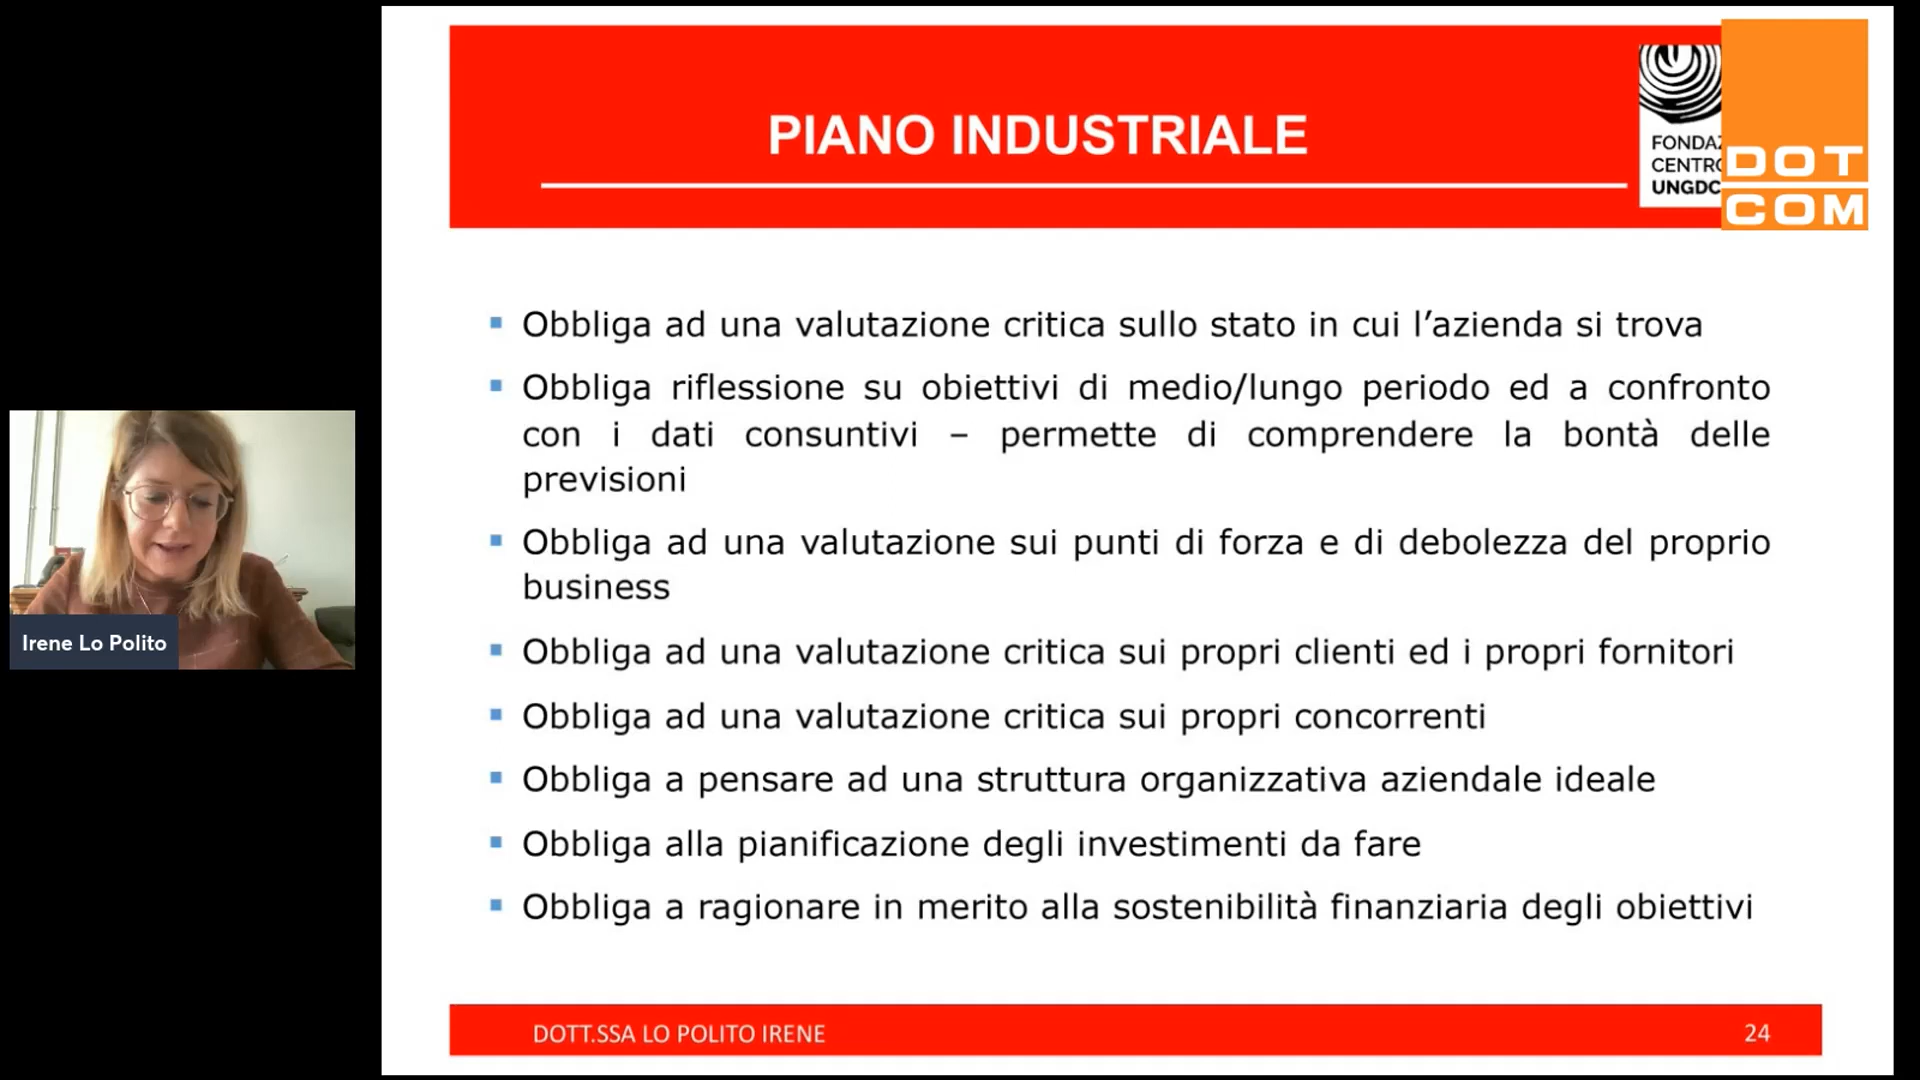 PIANO INDUSTRIALE
FONDAZ
CENTRO
UNGDC
DOT
COM
Obbliga ad una valutazione critica sullo stato in cui l’azienda si trova
Obbliga riflessione su obiettivi di medio/lungo periodo ed a confronto
con i dati consuntivi – permette di comprendere la bontà delle
previsioni
Obbliga ad una valutazione sui punti di forza e di debolezza del proprio
business
Obbliga ad una valutazione critica sui propri clienti ed i propri fornitori
Obbliga ad una valutazione critica sui propri concorrenti
Obbliga a pensare ad una struttura organizzativa aziendale ideale
Obbliga alla pianificazione degli investimenti da fare
Obbliga a ragionare in merito alla sostenibilità finanziaria degli obiettivi
Irene Lo Polito
DOTT.SSA LO POLITO IRENE
24